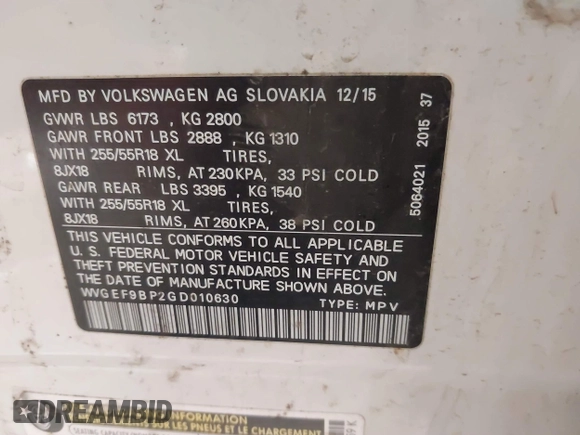 MFD BY VOLKSWAGEN AG SLOVAKIA 12/15
GVWR LBS 6173 , KG 2800
GAWR FRONT LBS 2888 , KG 1310
WITH 255/55R18 XL TIRES,
8JX18 RIMS, AT 230KPA, 33 PSI COLD
GAWR REAR LBS 3395 , KG 1540
WITH 255/55R18 XL TIRES,
8JX18 RIMS, AT 260KPA, 38 PSI COLD
THIS VEHICLE CONFORMS TO ALL APPLICABLE
U. S. FEDERAL MOTOR VEHICLE SAFETY AND
THEFT PREVENTION STANDARDS IN EFFECT ON
THE DATE OF MANUFACTURE SHOWN ABOVE.
WVGEF9BP2GD010630 TYPE: MPV
5064021 2015 37
INFORMATION
SUR LES PNEUS ET LE CHARGEMENT
DREAMBID